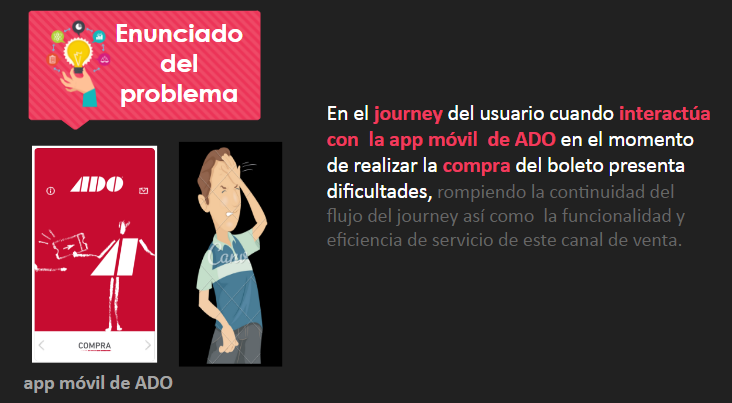 Enunciado
del
problema
En el journey del usuario cuando interactúa
con la app móvil de ADO en el momento
de realizar la compra del boleto presenta
dificultades, rompiendo la continuidad del
flujo del journey así como la funcionalidad y
eficiencia de servicio de este canal de venta.
ADO
COMPRA
Canva
app móvil de ADO